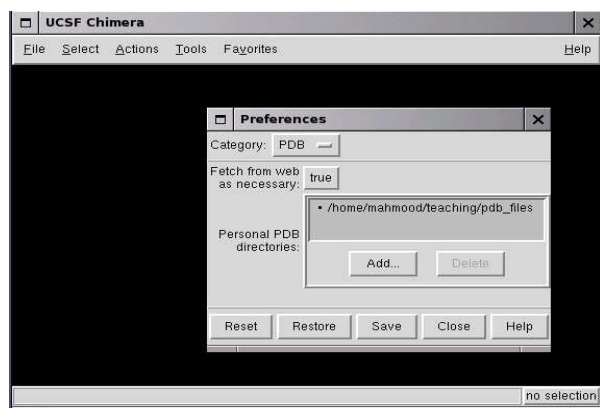 UCSF Chimera
File Select Actions Tools Favorites Help
Preferences
Category: PDB
Fetch from web as necessary: true
Personal PDB directories:
• /home/mahmood/teaching/pdb_files
Add... Delete
Reset Restore Save Close Help
no selection